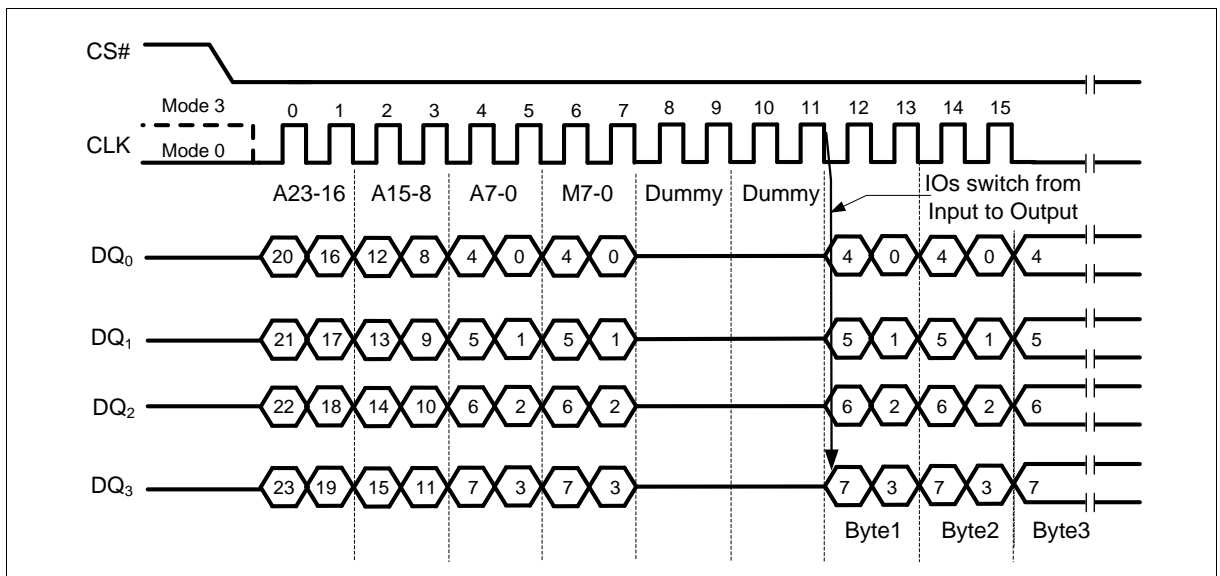 CS#
Mode 3
0 1 2 3 4 5 6 7 8 9 10 11 12 13 14 15
CLK
Mode 0
A23-16 A15-8 A7-0 M7-0 Dummy Dummy
IOs switch from
Input to Output
DQ0 20 16 12 8 4 0 4 0 4 0 4 0 4
DQ1 21 17 13 9 5 1 5 1 5 1 5 1 5
DQ2 22 18 14 10 6 2 6 2 6 2 6 2 6
DQ3 23 19 15 11 7 3 7 3 7 3 7 3 7
Byte1 Byte2 Byte3